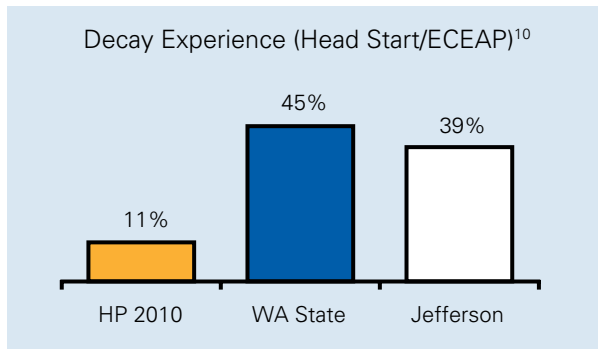 Decay Experience (Head Start/ECEAP)¹⁰
45%
39%
11%
HP 2010 WA State Jefferson